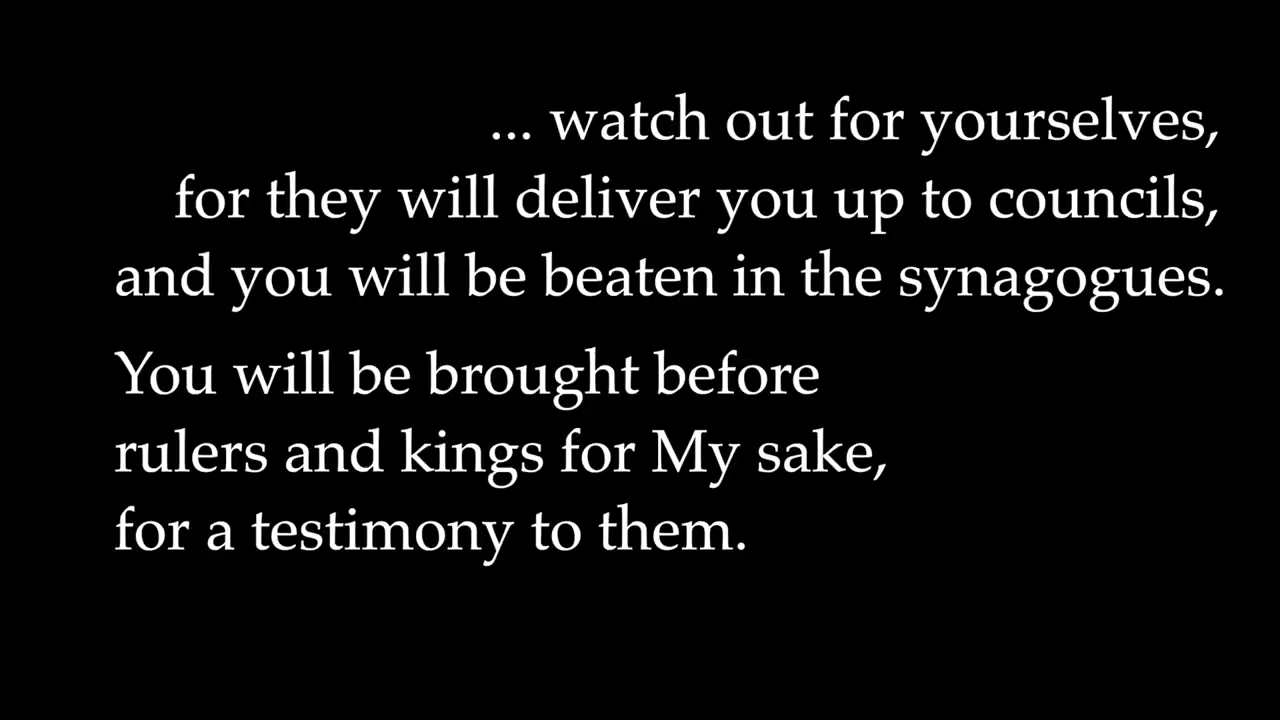 ... watch out for yourselves,
for they will deliver you up to councils,
and you will be beaten in the synagogues.
You will be brought before
rulers and kings for My sake,
for a testimony to them.